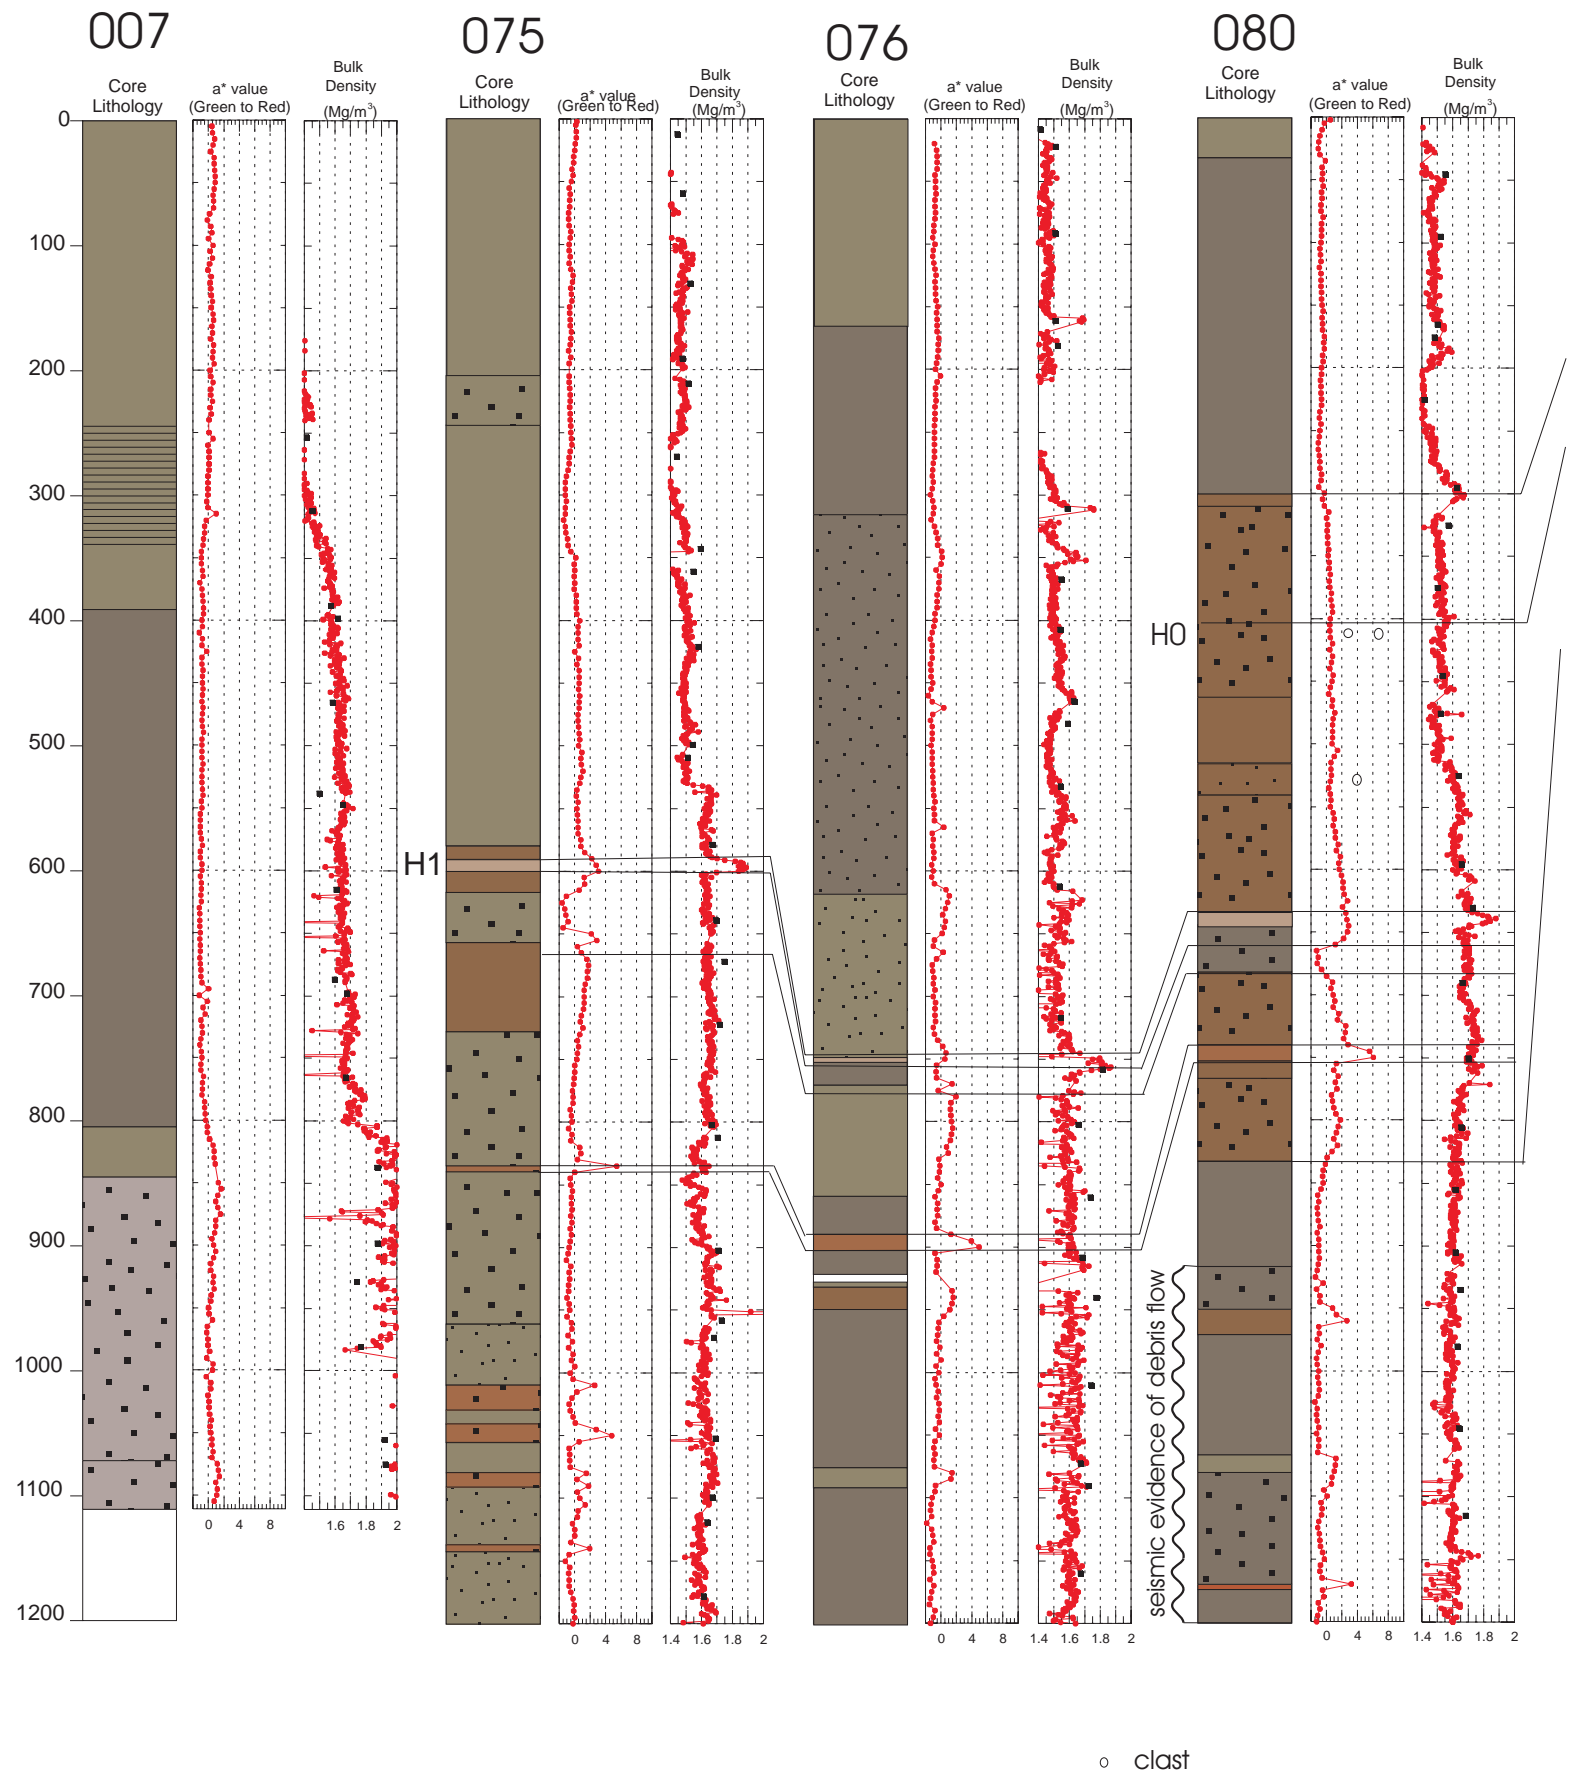 007
075
076
080
Core
Lithology
a* value
(Green to Red)
Bulk
Density
(Mg/m³)
Core
Lithology
a* value
(Green to Red)
Bulk
Density
(Mg/m³)
Core
Lithology
a* value
(Green to Red)
Bulk
Density
(Mg/m³)
Core
Lithology
a* value
(Green to Red)
Bulk
Density
(Mg/m³)
0
100
200
300
400
500
600
700
800
900
1000
1100
1200
H1
H0
seismic evidence of debris flow
0 4 8
1.6 1.8 2
0 4 8
1.4 1.6 1.8 2
0 4 8
1.4 1.6 1.8 2
0 4 8
1.4 1.6 1.8 2
clast